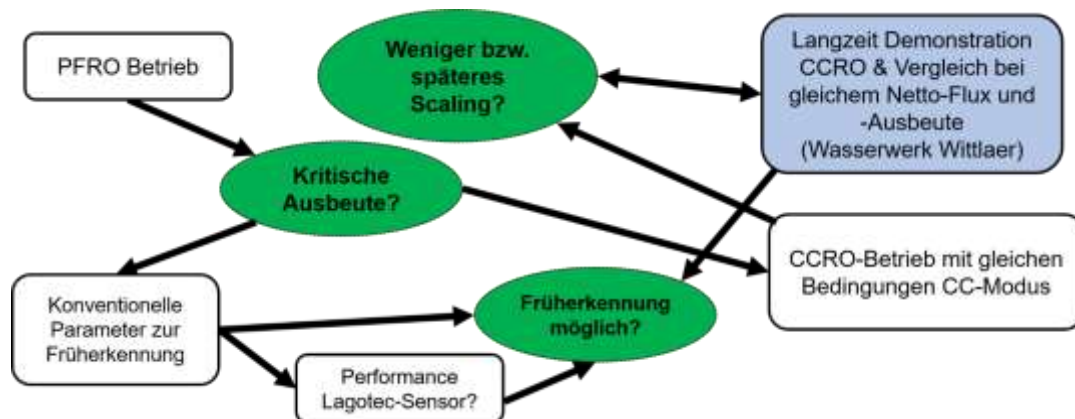 PFRO Betrieb
Weniger bzw.
späteres
Scaling?
Langzeit Demonstration
CCRO & Vergleich bei
gleichem Netto-Flux und
-Ausbeute
(Wasserwerk Wittlaer)
Kritische
Ausbeute?
CCRO-Betrieb mit gleichen
Bedingungen CC-Modus
Konventionelle
Parameter zur
Früherkennung
Früherkennung
möglich?
Performance
Lagotec-Sensor?